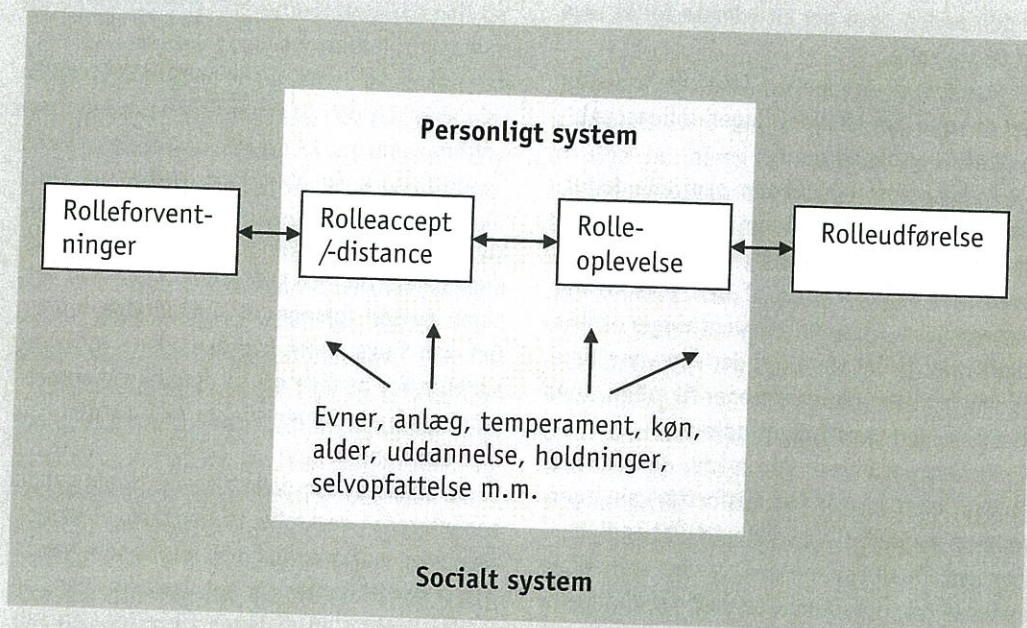 Personligt system
Rolleforvent-
ninger
Rolleaccept
/-distance
Rolle-
oplevelse
Rolleudførelse
Evner, anlæg, temperament, køn,
alder, uddannelse, holdninger,
selvopfattelse m.m.
Socialt system